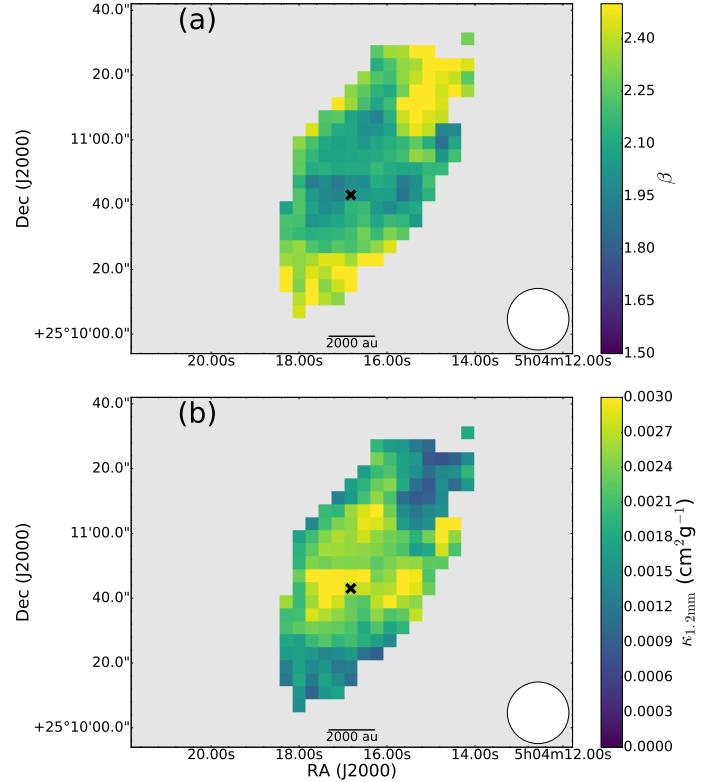 (a)
40.0"
20.0"
11'00.0"
40.0"
20.0"
+25°10'00.0"
Dec (J2000)
2000 au
20.00s 18.00s 16.00s 14.00s 5h04m12.00s
2.40
2.25
2.10
1.95
1.80
1.65
1.50
β
(b)
40.0"
20.0"
11'00.0"
40.0"
20.0"
+25°10'00.0"
Dec (J2000)
2000 au
20.00s 18.00s 16.00s 14.00s 5h04m12.00s
RA (J2000)
0.0030
0.0027
0.0024
0.0021
0.0018
0.0015
0.0012
0.0009
0.0006
0.0003
0.0000
κ₁.₂mm (cm²g⁻¹)